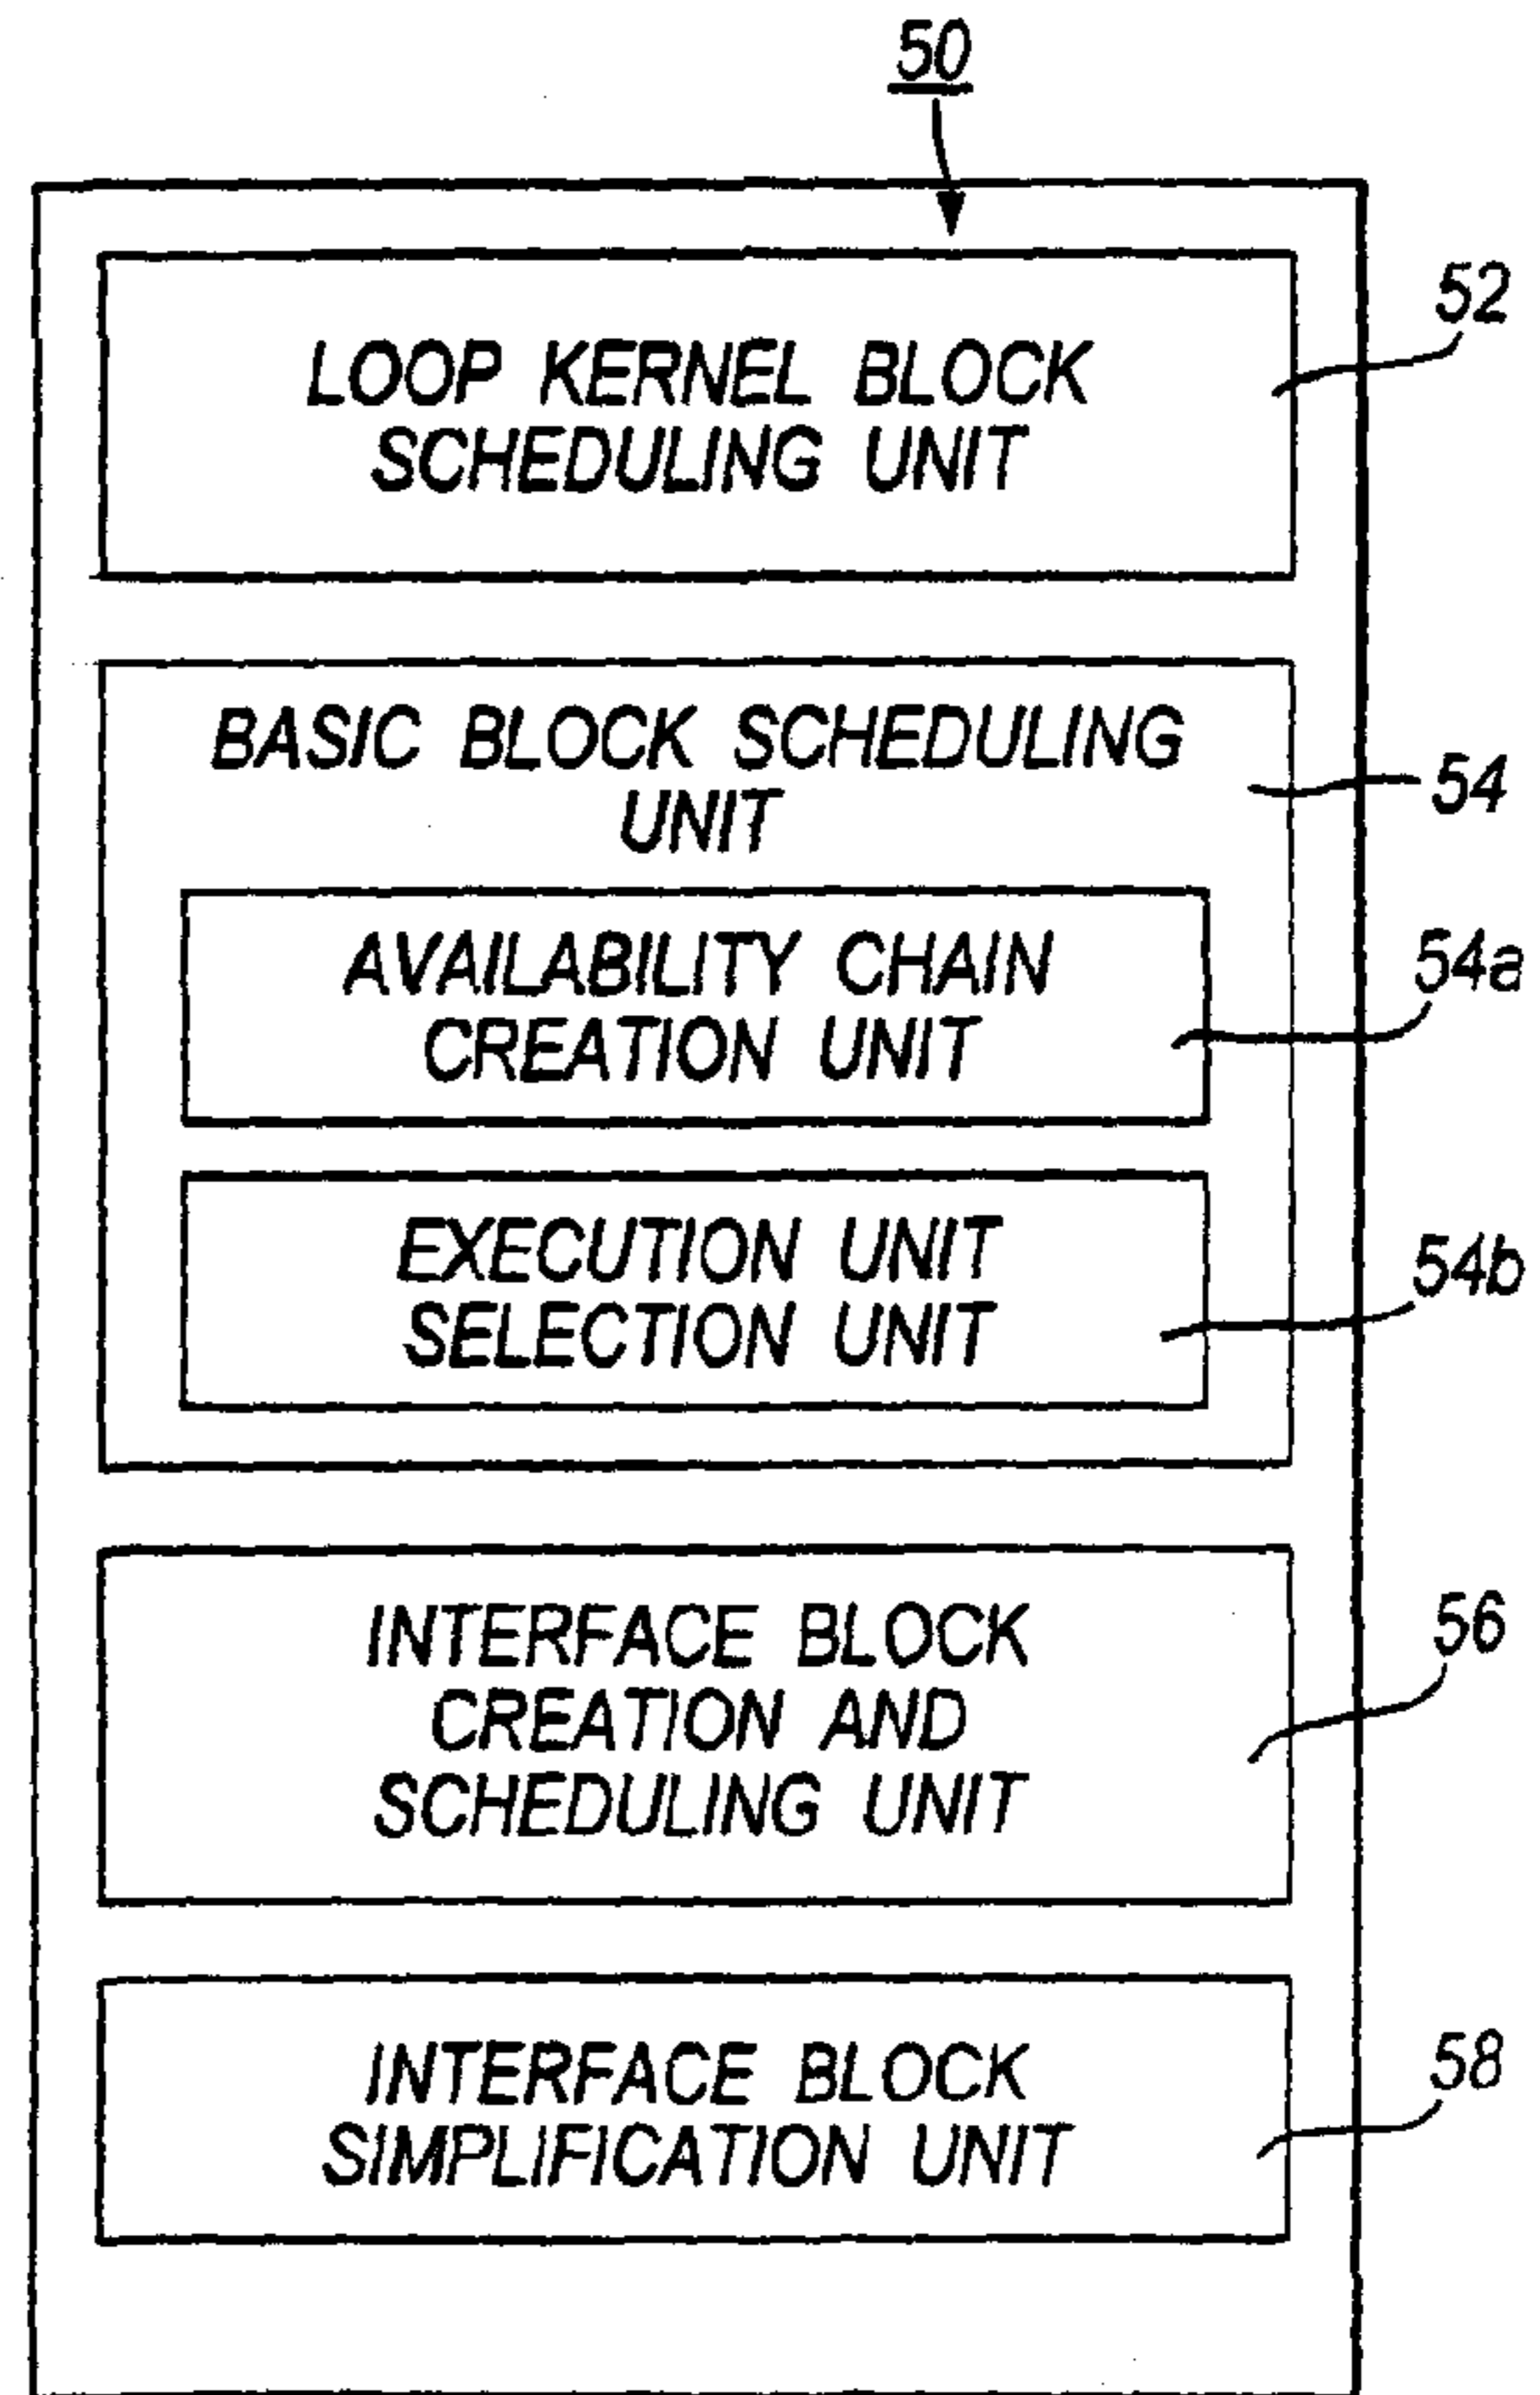 50
LOOP KERNEL BLOCK
SCHEDULING UNIT
52
BASIC BLOCK SCHEDULING
UNIT
54
AVAILABILITY CHAIN
CREATION UNIT
54a
EXECUTION UNIT
SELECTION UNIT
54b
INTERFACE BLOCK
CREATION AND
SCHEDULING UNIT
56
INTERFACE BLOCK
SIMPLIFICATION UNIT
58